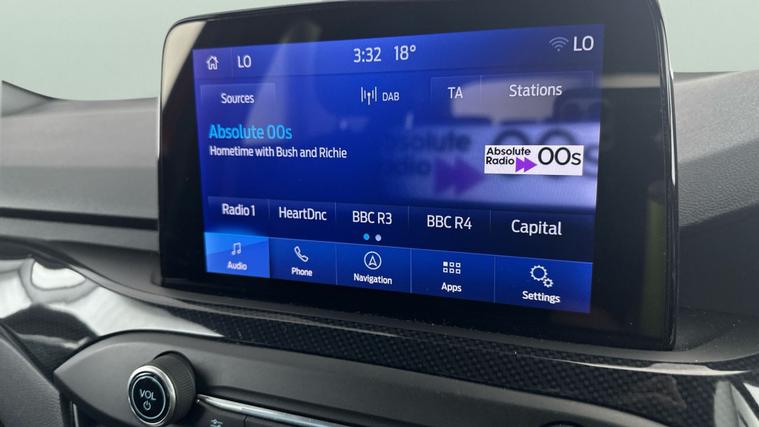 LO 3:32 18° LO
Sources DAB TA Stations
Absolute 00s
Hometime with Bush and Richie
Absolute
Radio 00s
Radio 1 HeartDnc BBC R3 BBC R4 Capital
Audio Phone Navigation Apps Settings
VOL